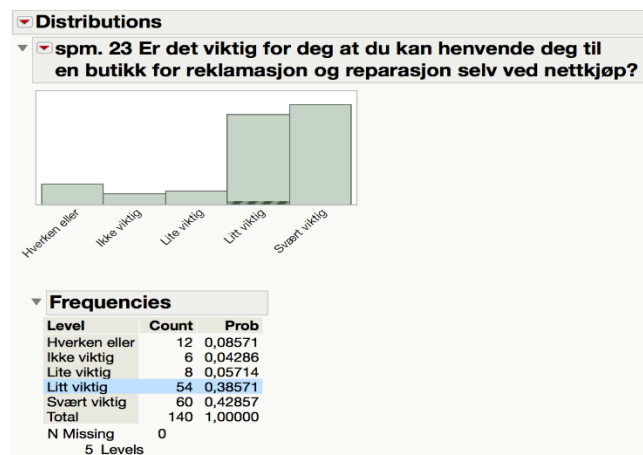 Distributions
spm. 23 Er det viktig for deg at du kan henvende deg til
en butikk for reklamasjon og reparasjon selv ved nettkjøp?
Hverken eller
Ikke viktig
Lite viktig
Litt viktig
Svært viktig
Frequencies
Level Count Prob
Hverken eller 12 0,08571
Ikke viktig 6 0,04286
Lite viktig 8 0,05714
Litt viktig 54 0,38571
Svært viktig 60 0,42857
Total 140 1,00000
N Missing 0
5 Levels